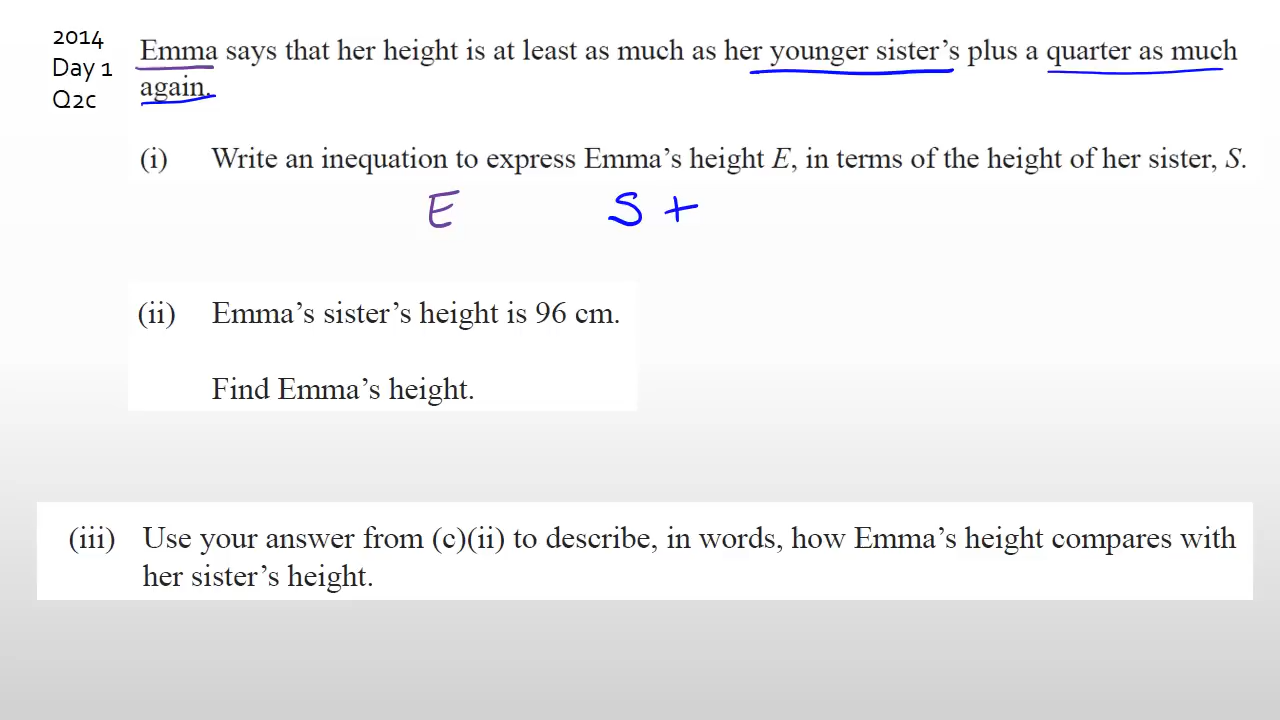 2014
Day 1
Q2c
Emma says that her height is at least as much as her younger sister's plus a quarter as much
again.
(i) Write an inequation to express Emma's height E, in terms of the height of her sister, S.
E S +
(ii) Emma's sister's height is 96 cm.
Find Emma's height.
(iii) Use your answer from (c)(ii) to describe, in words, how Emma's height compares with
her sister's height.